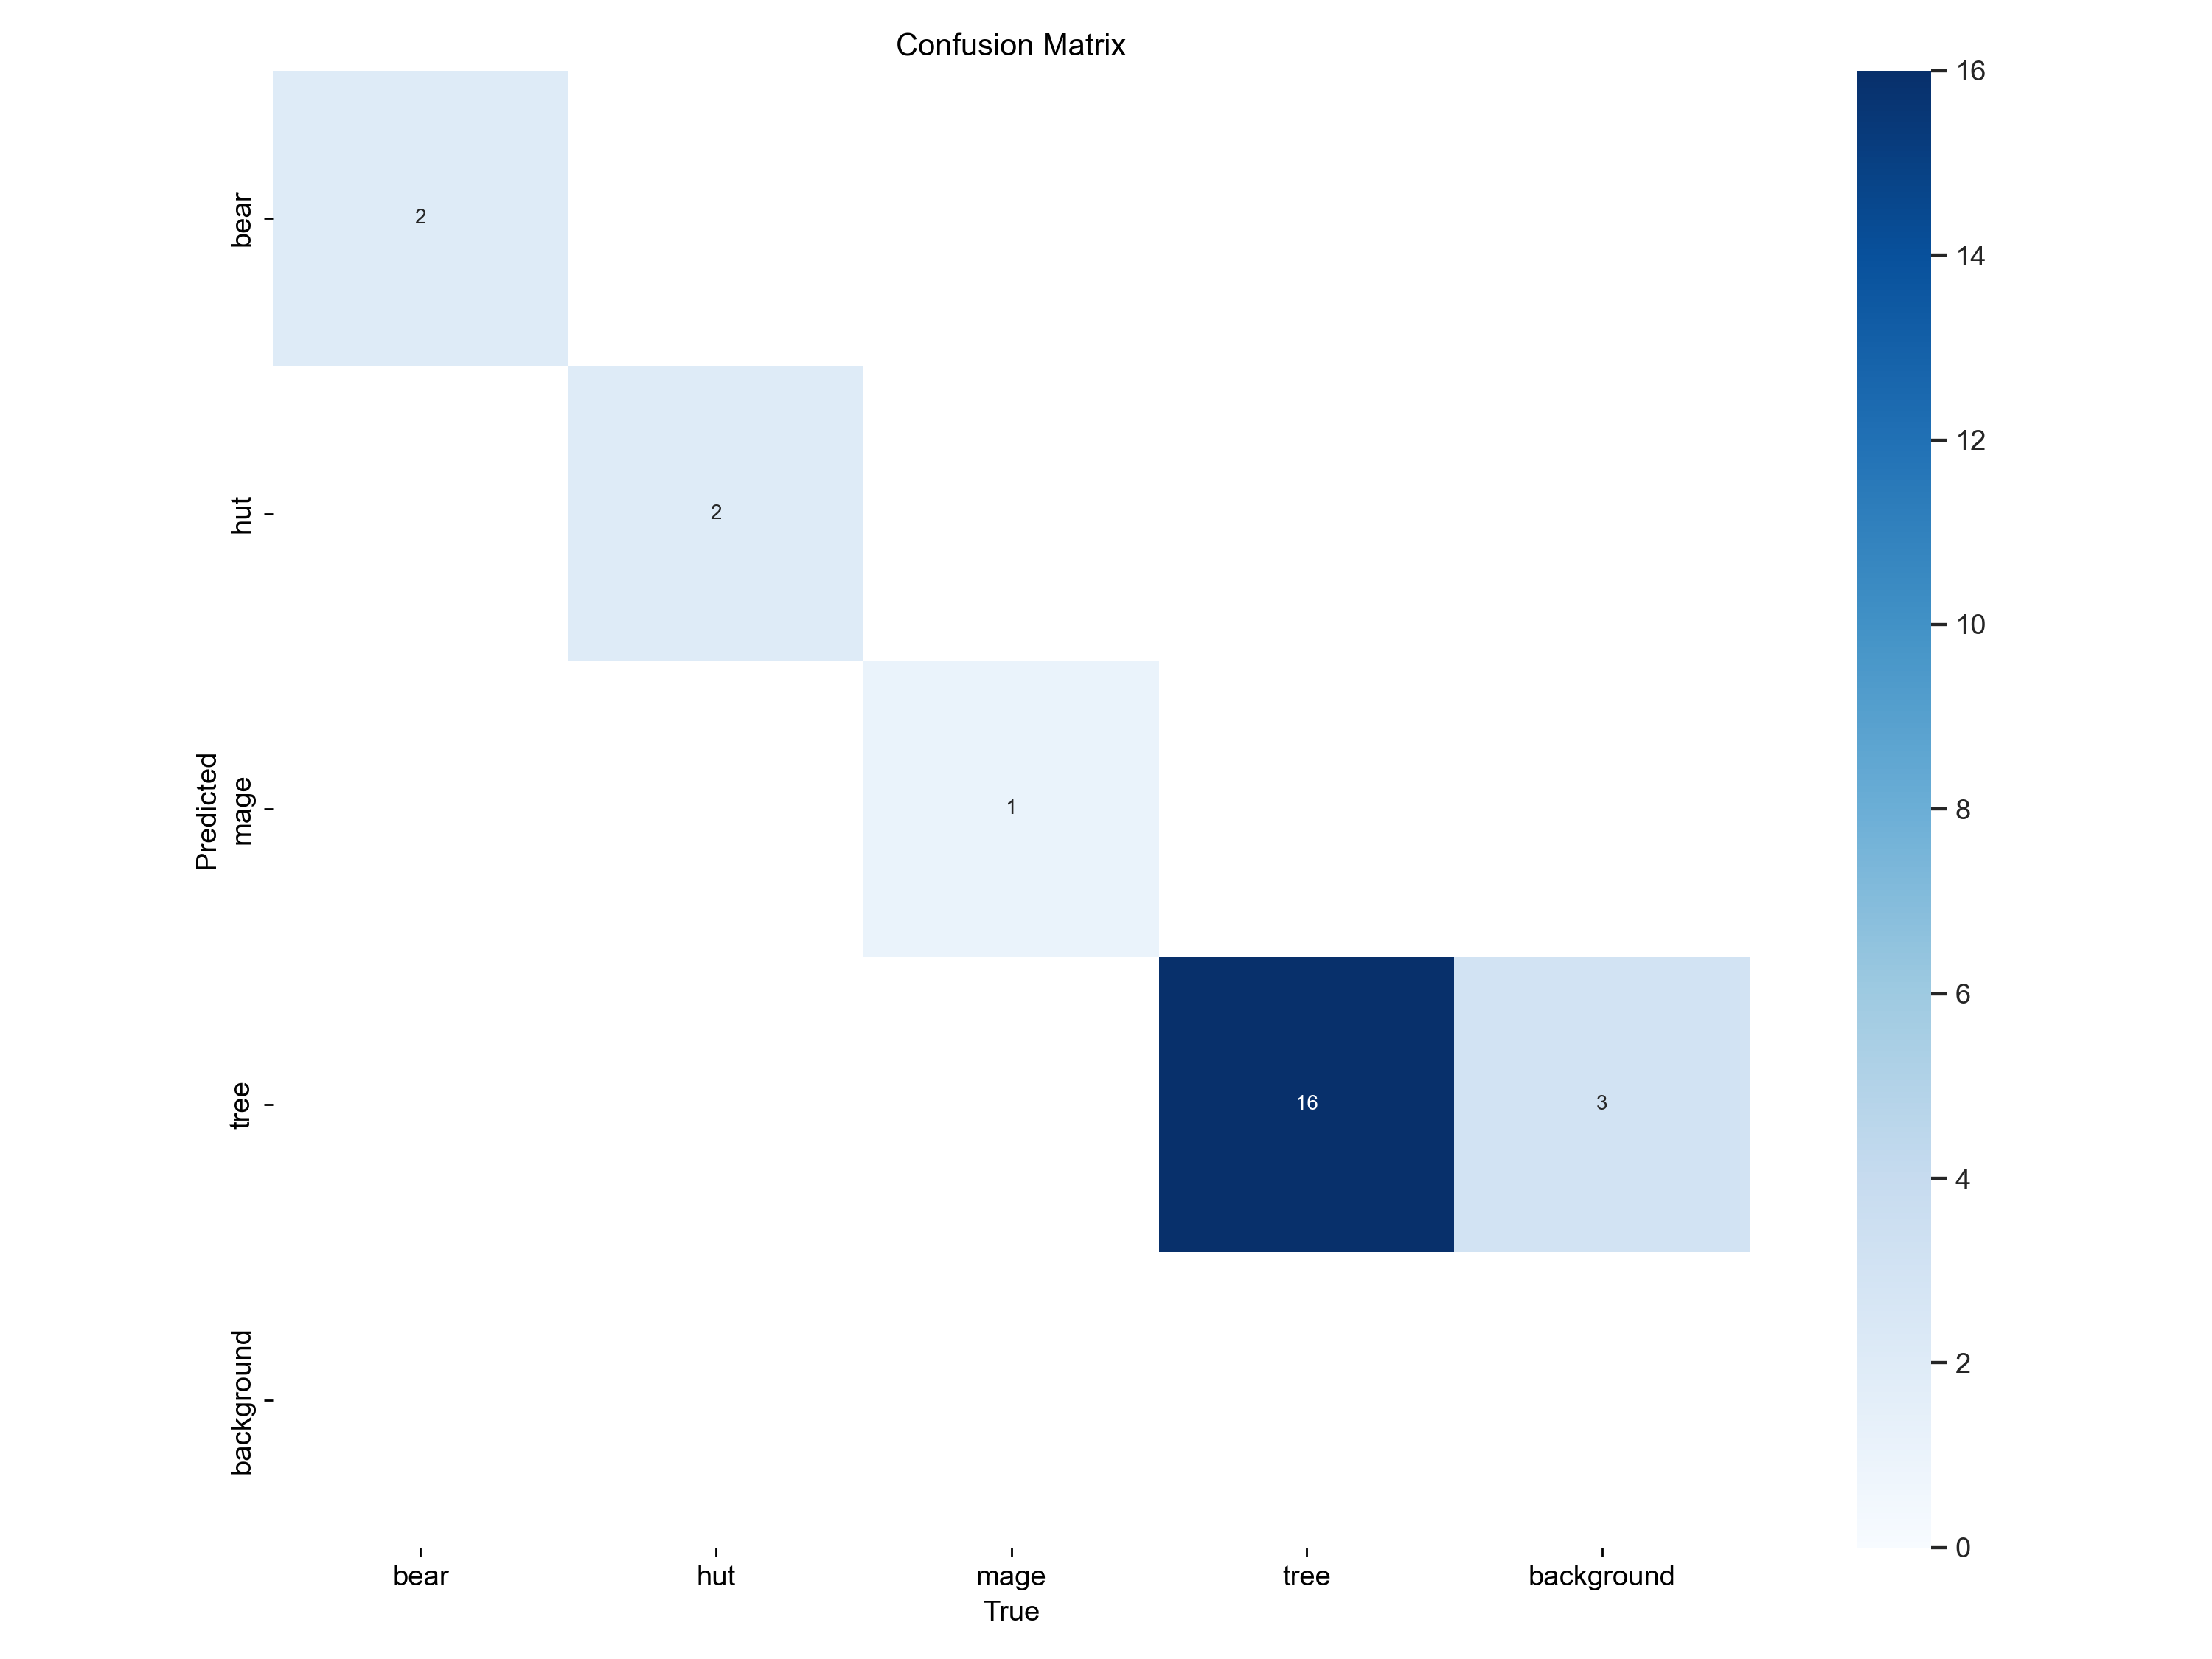 Confusion Matrix
bear
hut
mage
tree
background
Predicted
2
2
1
16
3
bear
hut
mage
tree
background
True
16
14
12
10
8
6
4
2
0